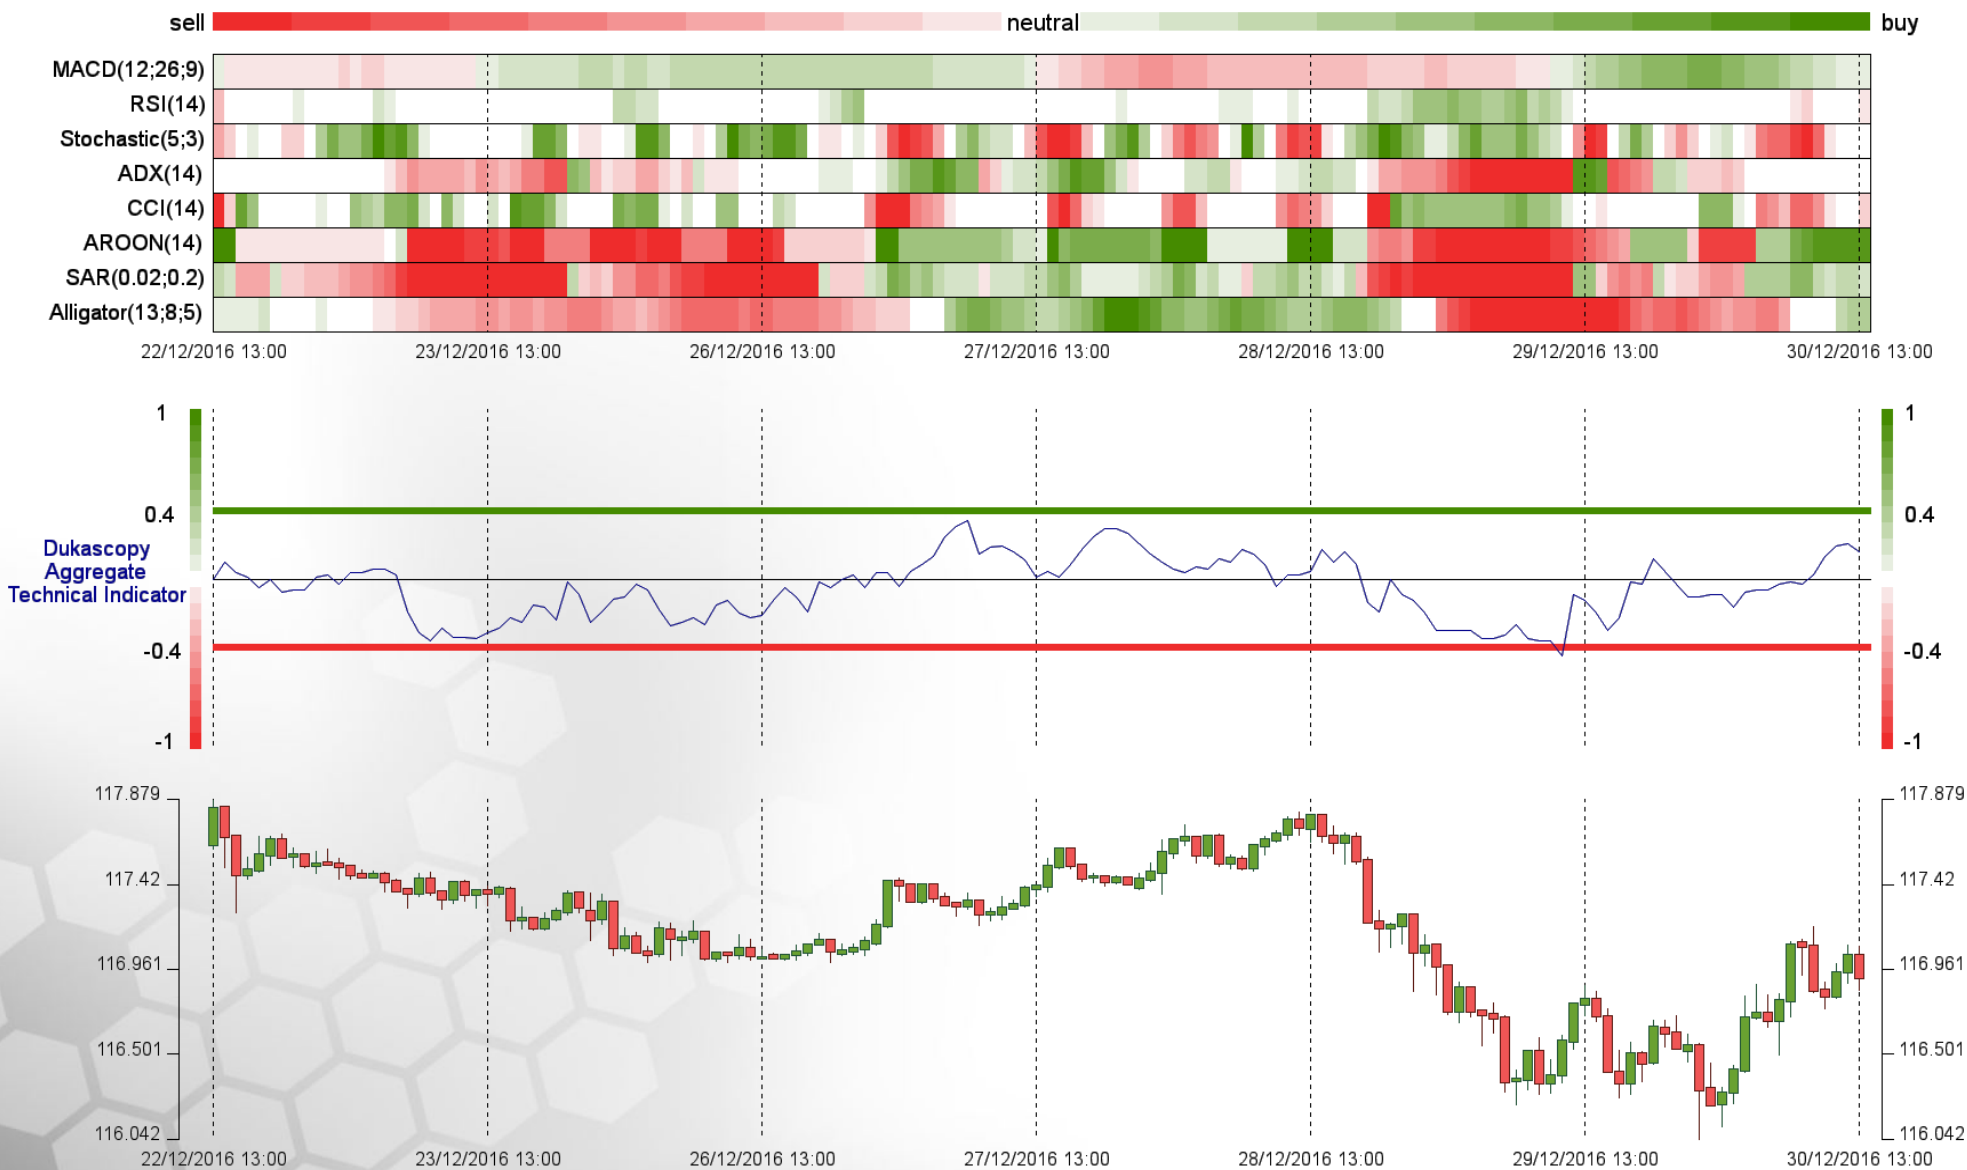 sell neutral buy
MACD(12;26;9)
RSI(14)
Stochastic(5;3)
ADX(14)
CCI(14)
AROON(14)
SAR(0.02;0.2)
Alligator(13;8;5)
22/12/2016 13:00 23/12/2016 13:00 26/12/2016 13:00 27/12/2016 13:00 28/12/2016 13:00 29/12/2016 13:00 30/12/2016 13:00
1 1
0.4 0.4
Dukascopy
Aggregate
Technical Indicator
-0.4 -0.4
-1 -1
117.879 117.879
117.42 117.42
116.961 116.961
116.501 116.501
116.042 116.042
22/12/2016 13:00 23/12/2016 13:00 26/12/2016 13:00 27/12/2016 13:00 28/12/2016 13:00 29/12/2016 13:00 30/12/2016 13:00